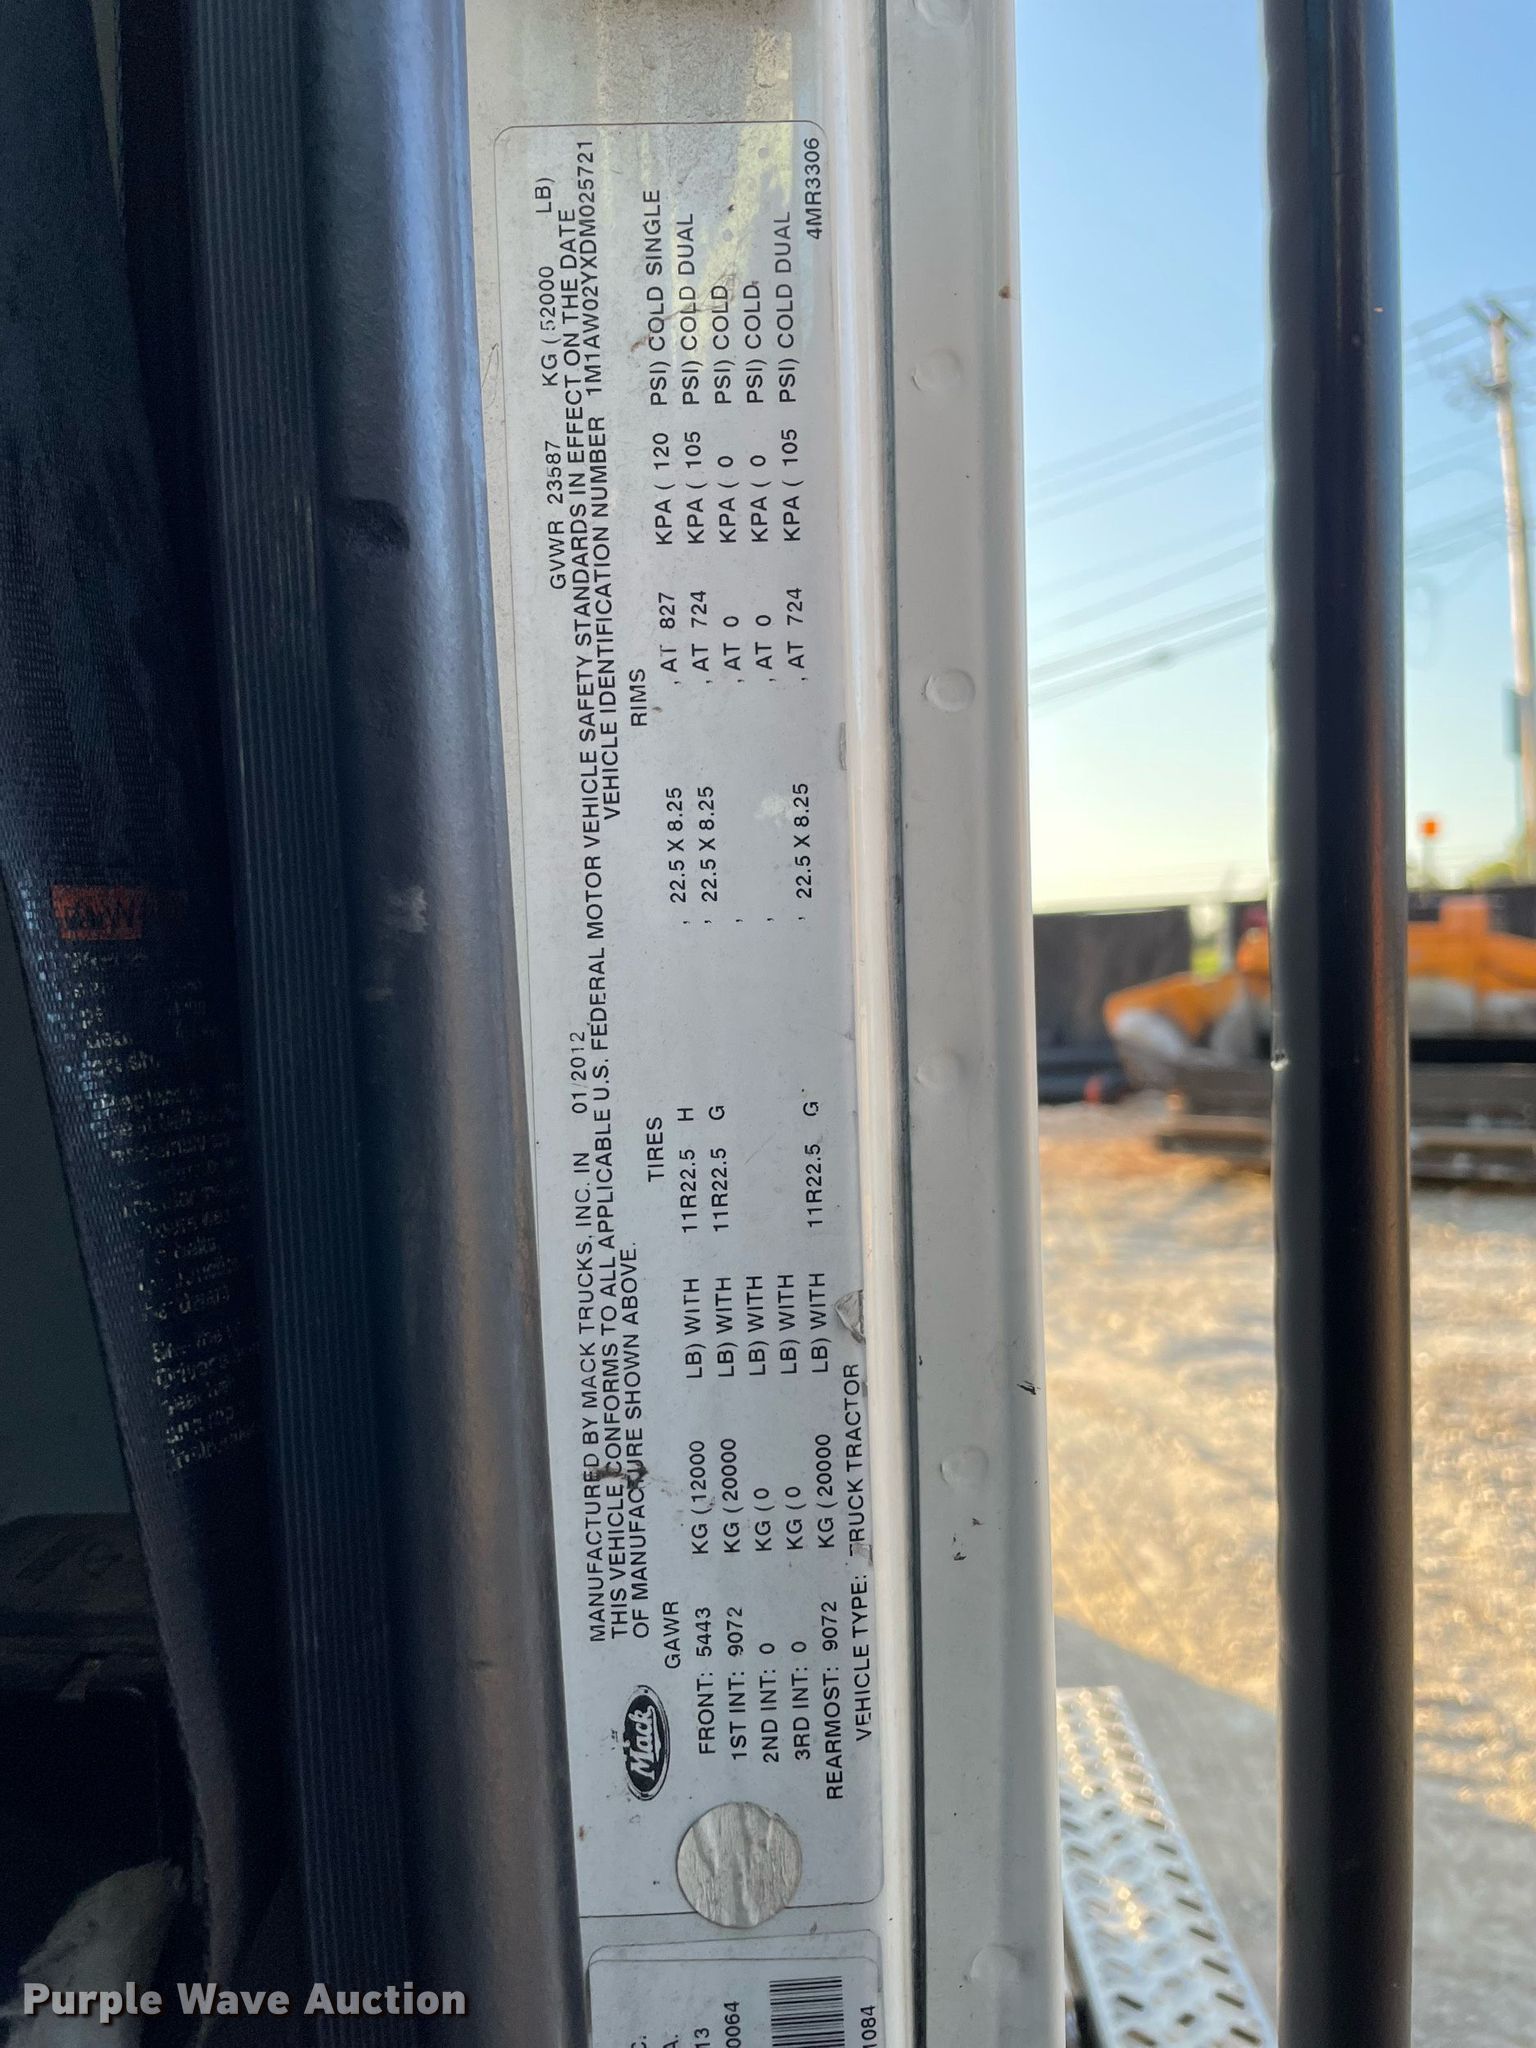 Mack
MANUFACTURED BY MACK TRUCKS, INC. IN 01/2012 GVWR 23587 KG (52000 LB)
THIS VEHICLE CONFORMS TO ALL APPLICABLE U.S. FEDERAL MOTOR VEHICLE SAFETY STANDARDS IN EFFECT ON THE DATE
OF MANUFACTURE SHOWN ABOVE. VEHICLE IDENTIFICATION NUMBER 1M1AW02YXDM025721
GAWR TIRES RIMS
FRONT: 5443 KG (12000 LB) WITH 11R22.5 H , 22.5 X 8.25 , AT 827 KPA ( 120 PSI) COLD SINGLE
1ST INT: 9072 KG (20000 LB) WITH 11R22.5 G , 22.5 X 8.25 , AT 724 KPA ( 105 PSI) COLD DUAL
2ND INT: 0 KG (0 LB) WITH , , AT 0 KPA ( 0 PSI) COLD
3RD INT: 0 KG (0 LB) WITH , , AT 0 KPA ( 0 PSI) COLD
REARMOST: 9072 KG (20000 LB) WITH 11R22.5 G , 22.5 X 8.25 , AT 724 KPA ( 105 PSI) COLD DUAL
VEHICLE TYPE: TRUCK TRACTOR 4MR3306
C.
A.
13
0064
1084
Purple Wave Auction